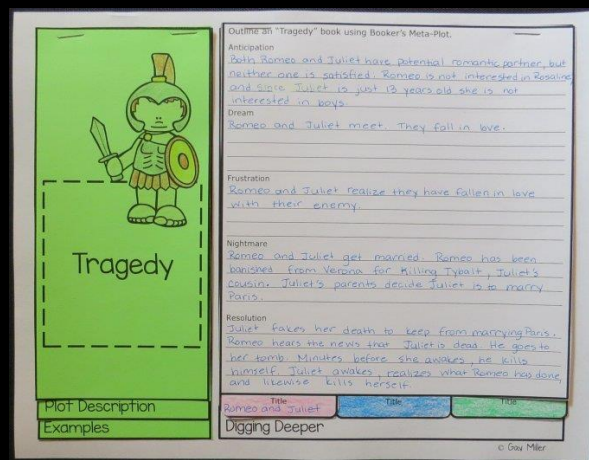 Tragedy
Plot Description
Examples
Outline an "Tragedy" book using Booker's Meta-Plot.
Anticipation
Both Romeo and Juliet have potential romantic partner, but
neither one is satisfied. Romeo is not interested in Rosaline,
and since Juliet is just 13 years old she is not
interested in boys.
Dream
Romeo and Juliet meet. They fall in love.
Frustration
Romeo and Juliet realize they have fallen in love
with their enemy.
Nightmare
Romeo and Juliet get married. Romeo has been
banished from Verona for killing Tybalt, Juliet's
cousin. Juliet's parents decide Juliet is to marry
Paris.
Resolution
Juliet fakes her death to keep from marrying Paris.
Romeo hears the news that Juliet is dead. He goes to
her tomb. Minutes before she awakes, he kills
himself. Juliet awakes, realizes what Romeo has done,
and likewise kills herself.
Title Title Title
Romeo and Juliet
Digging Deeper
© Gay Miller